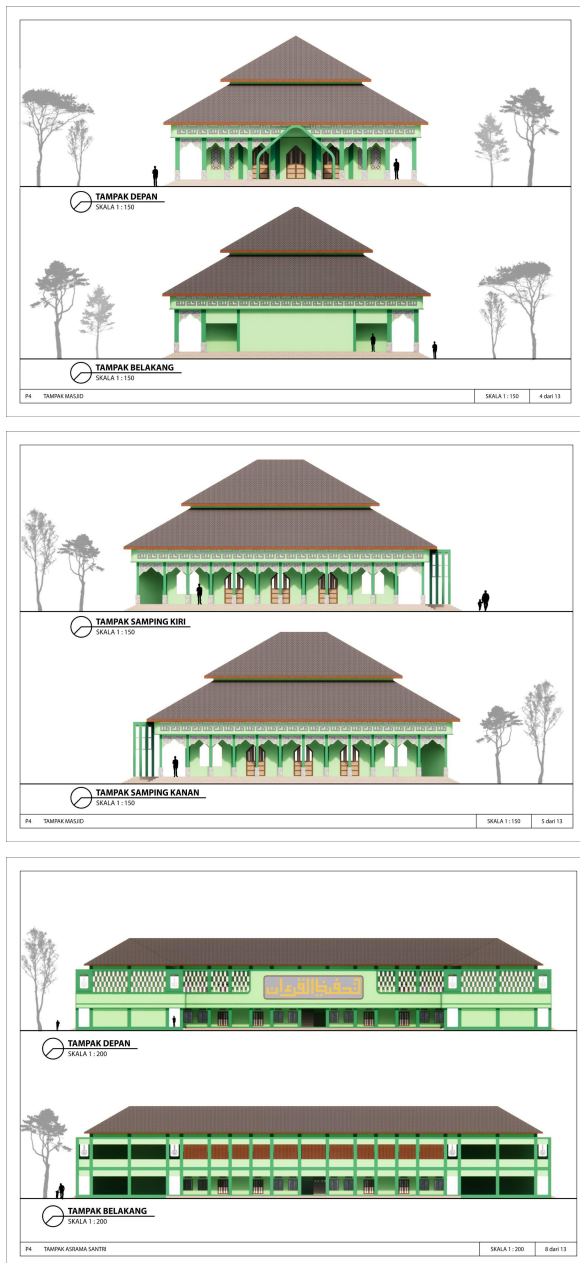 TAMPAK DEPAN
SKALA 1 : 150
TAMPAK BELAKANG
SKALA 1 : 150
P4 TAMPAK MASJID SKALA 1 : 150 4 dari 13
TAMPAK SAMPING KIRI
SKALA 1 : 150
TAMPAK SAMPING KANAN
SKALA 1 : 150
P4 TAMPAK MASJID SKALA 1 : 150 5 dari 13
TAMPAK DEPAN
SKALA 1 : 200
TAMPAK BELAKANG
SKALA 1 : 200
P4 TAMPAK ASRAMA SANTRI SKALA 1 : 200 8 dari 13